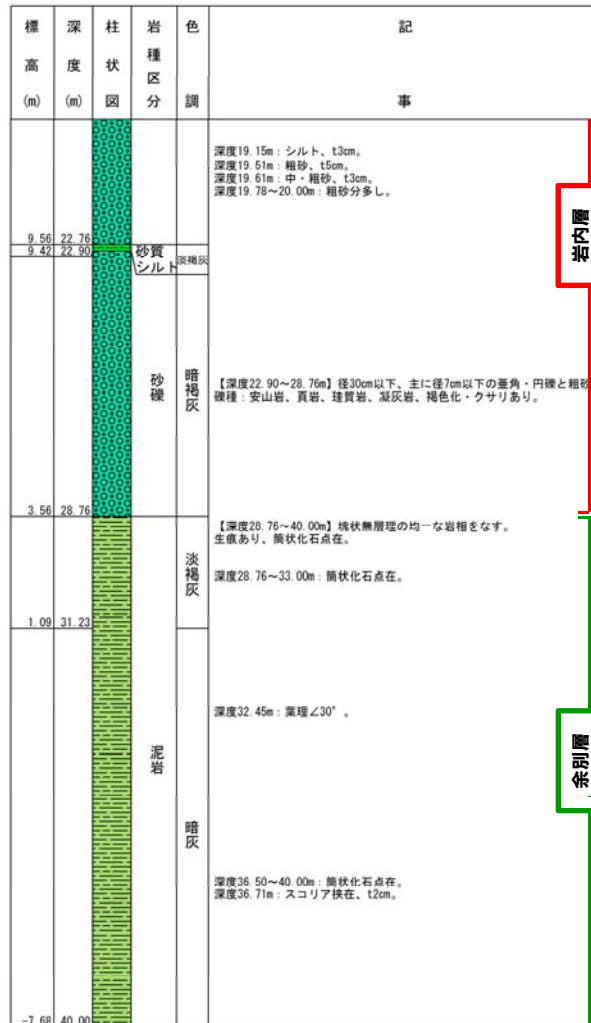 標高(m) 深度(m) 柱状図 岩種区分 色調 記事
深度19.15m：シルト、t3cm。
深度19.51m：粗砂、t5cm。
深度19.61m：中・粗砂、t3cm。
深度19.78～20.00m：粗砂分多し。
岩内層
9.56 22.76
9.42 22.90 砂質シルト 淡褐灰
砂礫 暗褐灰
【深度22.90～28.76m】径30cm以下、主に径7cm以下の亜角・円礫と粗砂
礫種：安山岩、頁岩、珪質岩、凝灰岩、褐色化・クサリあり。
3.56 28.76
【深度28.76～40.00m】塊状無層理の均一な岩相をなす。
生痕あり、筒状化石点在。
淡褐灰
深度28.76～33.00m：筒状化石点在。
1.09 31.23
深度32.45m：葉理∠30°。
泥岩
余別層
暗灰
深度36.50～40.00m：筒状化石点在。
深度36.71m：スコリア挟在、t2cm。
-7.68 40.00